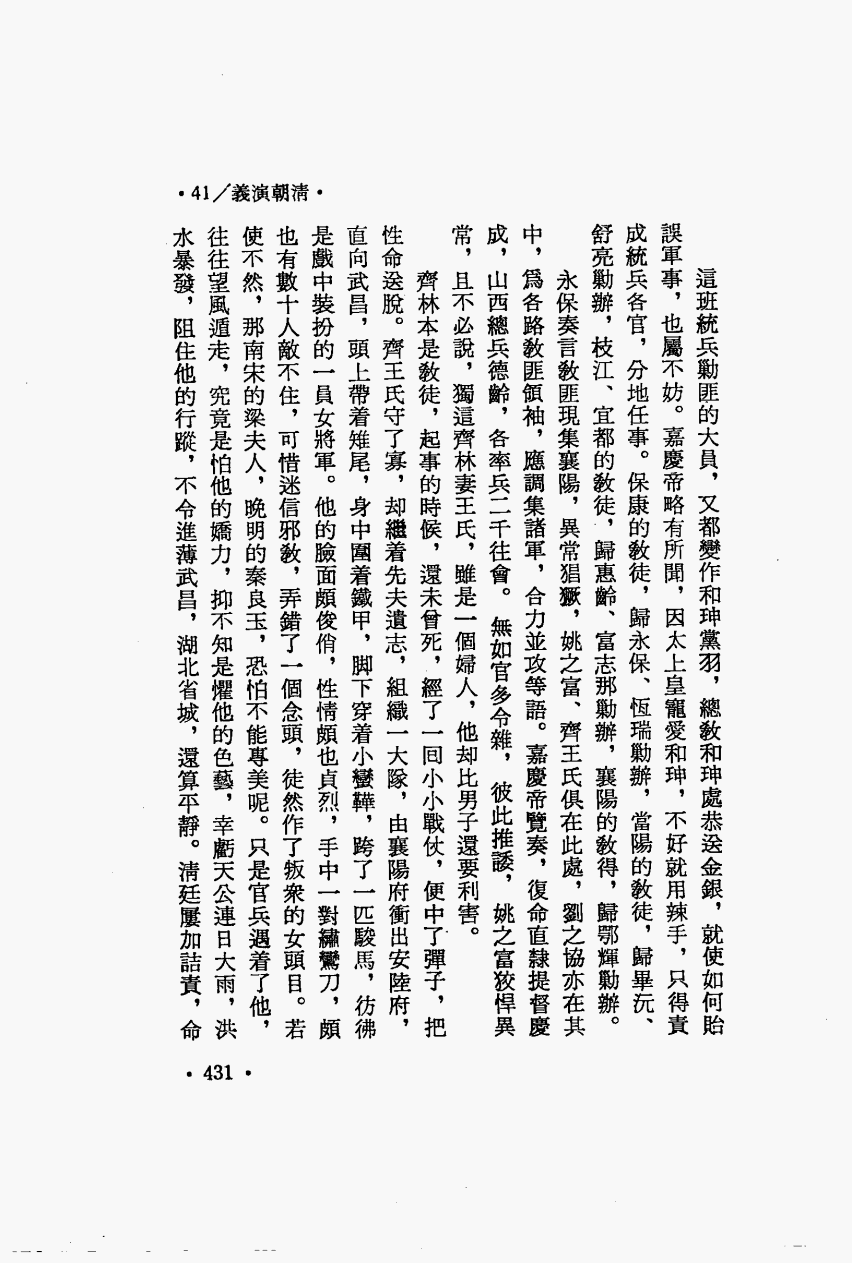 •41／義演朝清•
這班統兵勦匪的大員，又都變作和珅黨羽，總敎和珅處恭送金銀，就使如何貽
誤軍事，也屬不妨。嘉慶帝略有所聞，因太上皇寵愛和珅，不好就用辣手，只得責
成統兵各官，分地任事。保康的敎徒，歸永保、恆瑞勦辦，當陽的敎徒，歸畢沅、
舒亮勦辦，枝江、宜都的敎徒，歸惠齡、富志那勦辦，襄陽的敎得，歸鄂輝勦辦。
永保奏言敎匪現集襄陽，異常猖獗，姚之富、齊王氏俱在此處，劉之協亦在其
中，爲各路敎匪領袖，應調集諸軍，合力並攻等語。嘉慶帝覽奏，復命直隸提督慶
成，山西總兵德齡，各率兵二千往會。無如官多令雜，彼此推諉，姚之富狡悍異
常，且不必說，獨這齊林妻王氏，雖是一個婦人，他却比男子還要利害。
齊林本是敎徒，起事的時候，還未曾死，經了一回小小戰仗，便中了彈子，把
性命送脫。齊王氏守了寡，却繼着先夫遺志，組織一大隊，由襄陽府衝出安陸府，
直向武昌，頭上帶着雉尾，身中圍着鐵甲，脚下穿着小蠻鞾，跨了一匹駿馬，彷彿
是戲中裝扮的一員女將軍。他的臉面頗俊俏，性情頗也貞烈，手中一對繡鸞刀，頗
也有數十人敵不住，可惜迷信邪敎，弄錯了一個念頭，徒然作了叛衆的女頭目。若
使不然，那南宋的梁夫人，晚明的秦良玉，恐怕不能專美呢。只是官兵遇着了他，
往往望風遁走，究竟是怕他的嬌力，抑不知是懼他的色藝，幸虧天公連日大雨，洪
水暴發，阻住他的行蹤，不令進薄武昌，湖北省城，還算平靜。清廷屢加詰責，命
•431•